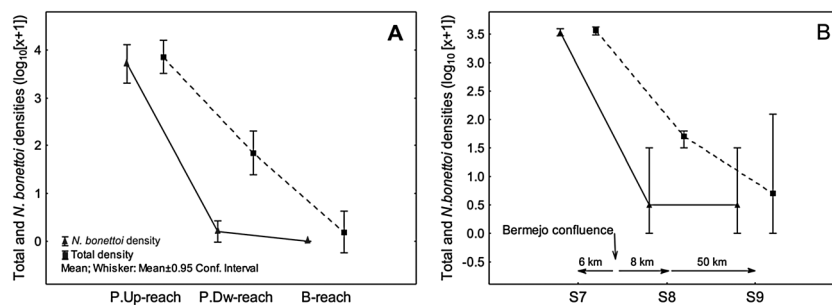 A
Total and N. bonettoi densities (log10[x+1])
4
3
2
1
0
N. bonettoi density
Total density
Mean; Whisker: Mean±0.95 Conf. Interval
P.Up-reach P.Dw-reach B-reach
B
Total and N.bonettoi densities (log10[x+1])
3.5
3.0
2.5
2.0
1.5
1.0
0.5
0.0
-0.5
Bermejo confluence
6 km 8 km 50 km
S7 S8 S9